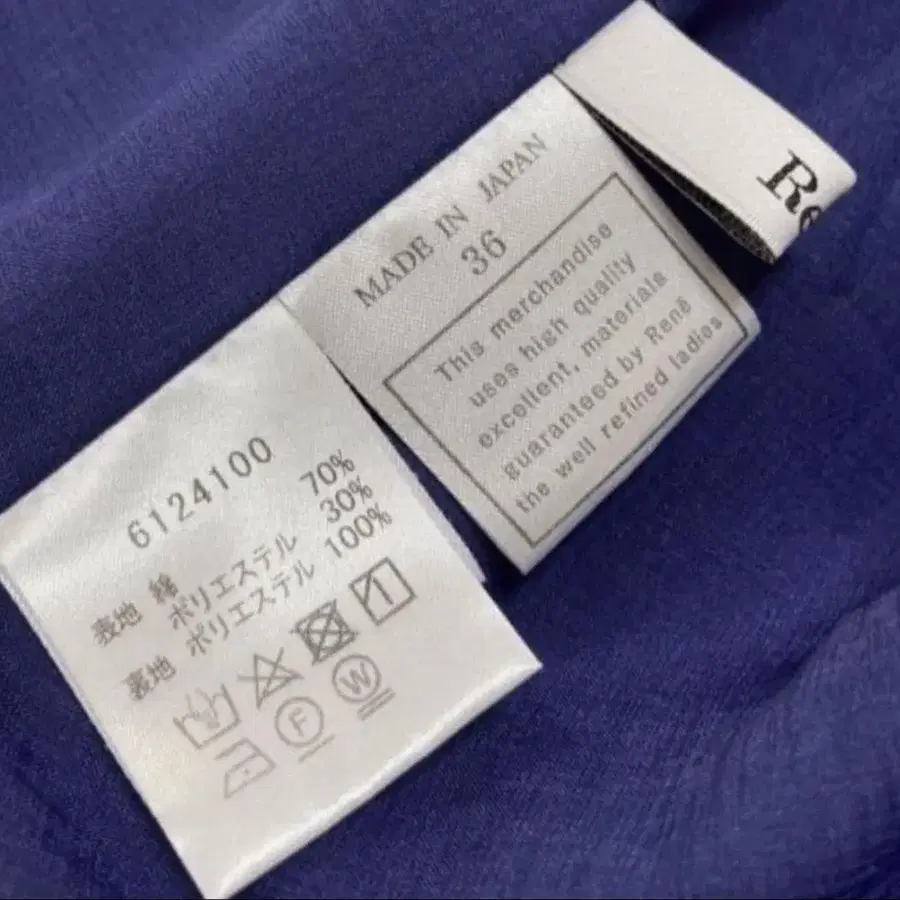 Re
MADE IN JAPAN
36
This merchandise
uses high quality
excellent, materials
guaranteed by Renē
the well refined ladies
6124100
表地 綿 70%
ポリエステル 30%
裏地 ポリエステル 100%
F W